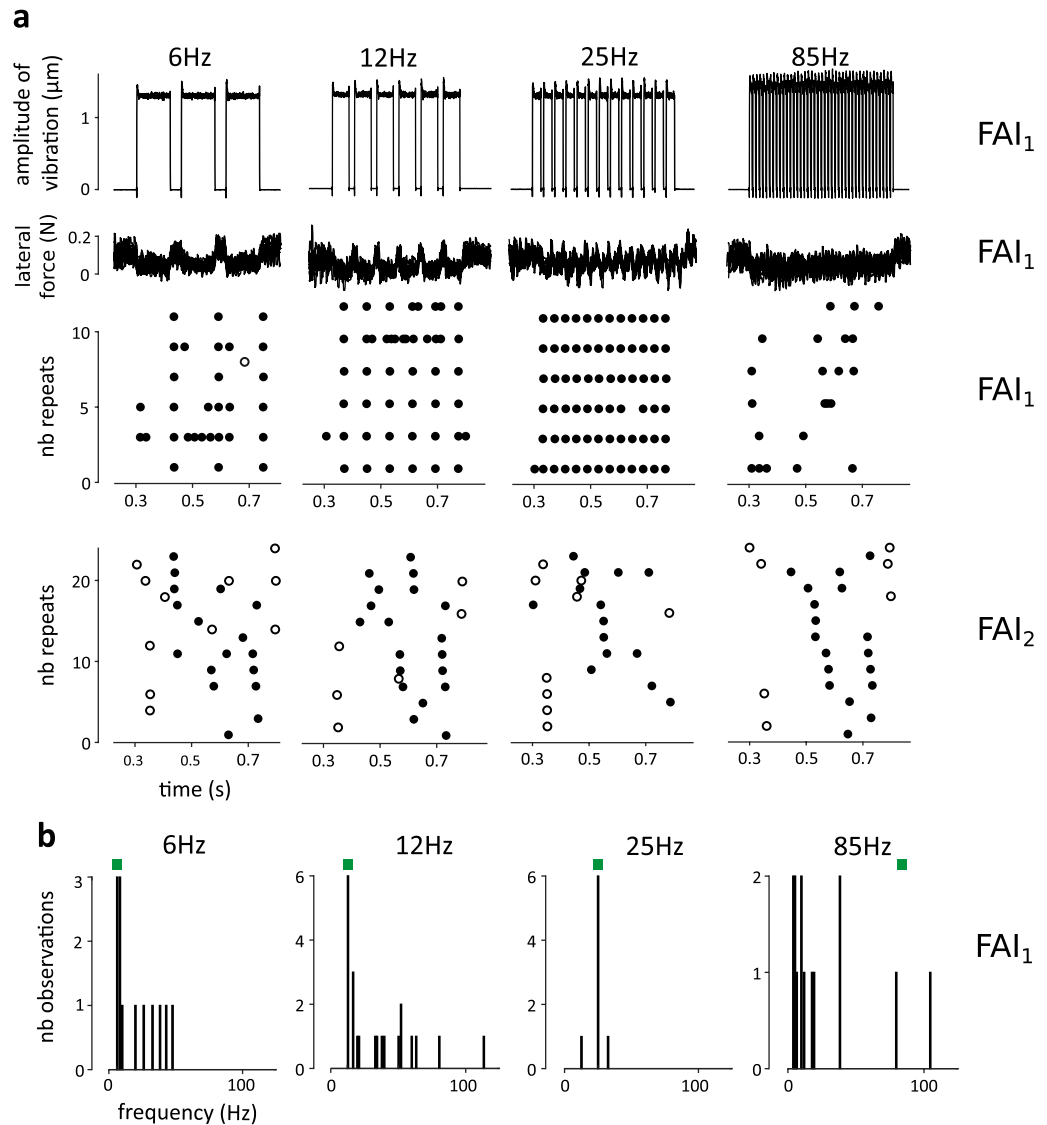 a
6Hz 12Hz 25Hz 85Hz
amplitude of
vibration (µm)
1
0
FAI1
lateral
force (N)
0.2
0
FAI1
nb repeats
10
5
0
0.3 0.5 0.7 0.3 0.5 0.7 0.3 0.5 0.7 0.3 0.5 0.7
FAI1
nb repeats
20
10
0
0.3 0.5 0.7 0.3 0.5 0.7 0.3 0.5 0.7 0.3 0.5 0.7
FAI2
time (s)
b
6Hz 12Hz 25Hz 85Hz
nb observations
3
2
1
0
6
4
2
0
6
4
2
0
2
1
0
FAI1
0 100 0 100 0 100 0 100
frequency (Hz)